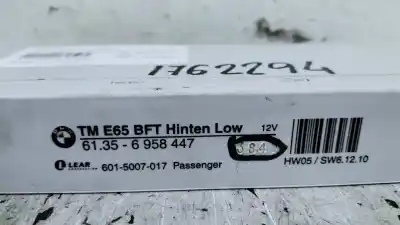 1762294
TM E65 BFT Hinten Low 12V
61.35 - 6 958 447
384
LEAR
601-5007-017 Passenger
HW05 / SW6.12.10